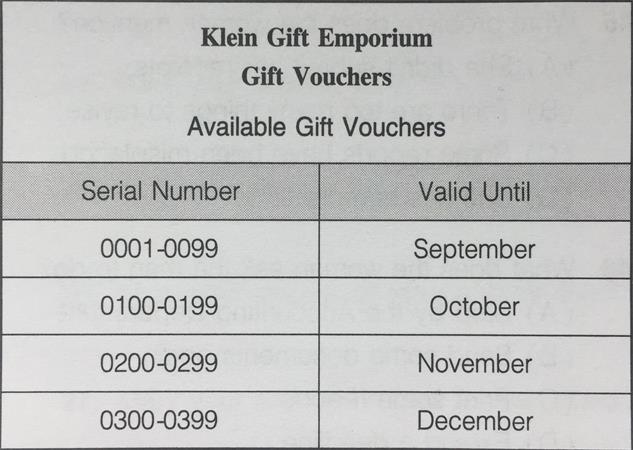 Klein Gift Emporium
Gift Vouchers
Available Gift Vouchers
Serial Number Valid Until
0001-0099 September
0100-0199 October
0200-0299 November
0300-0399 December